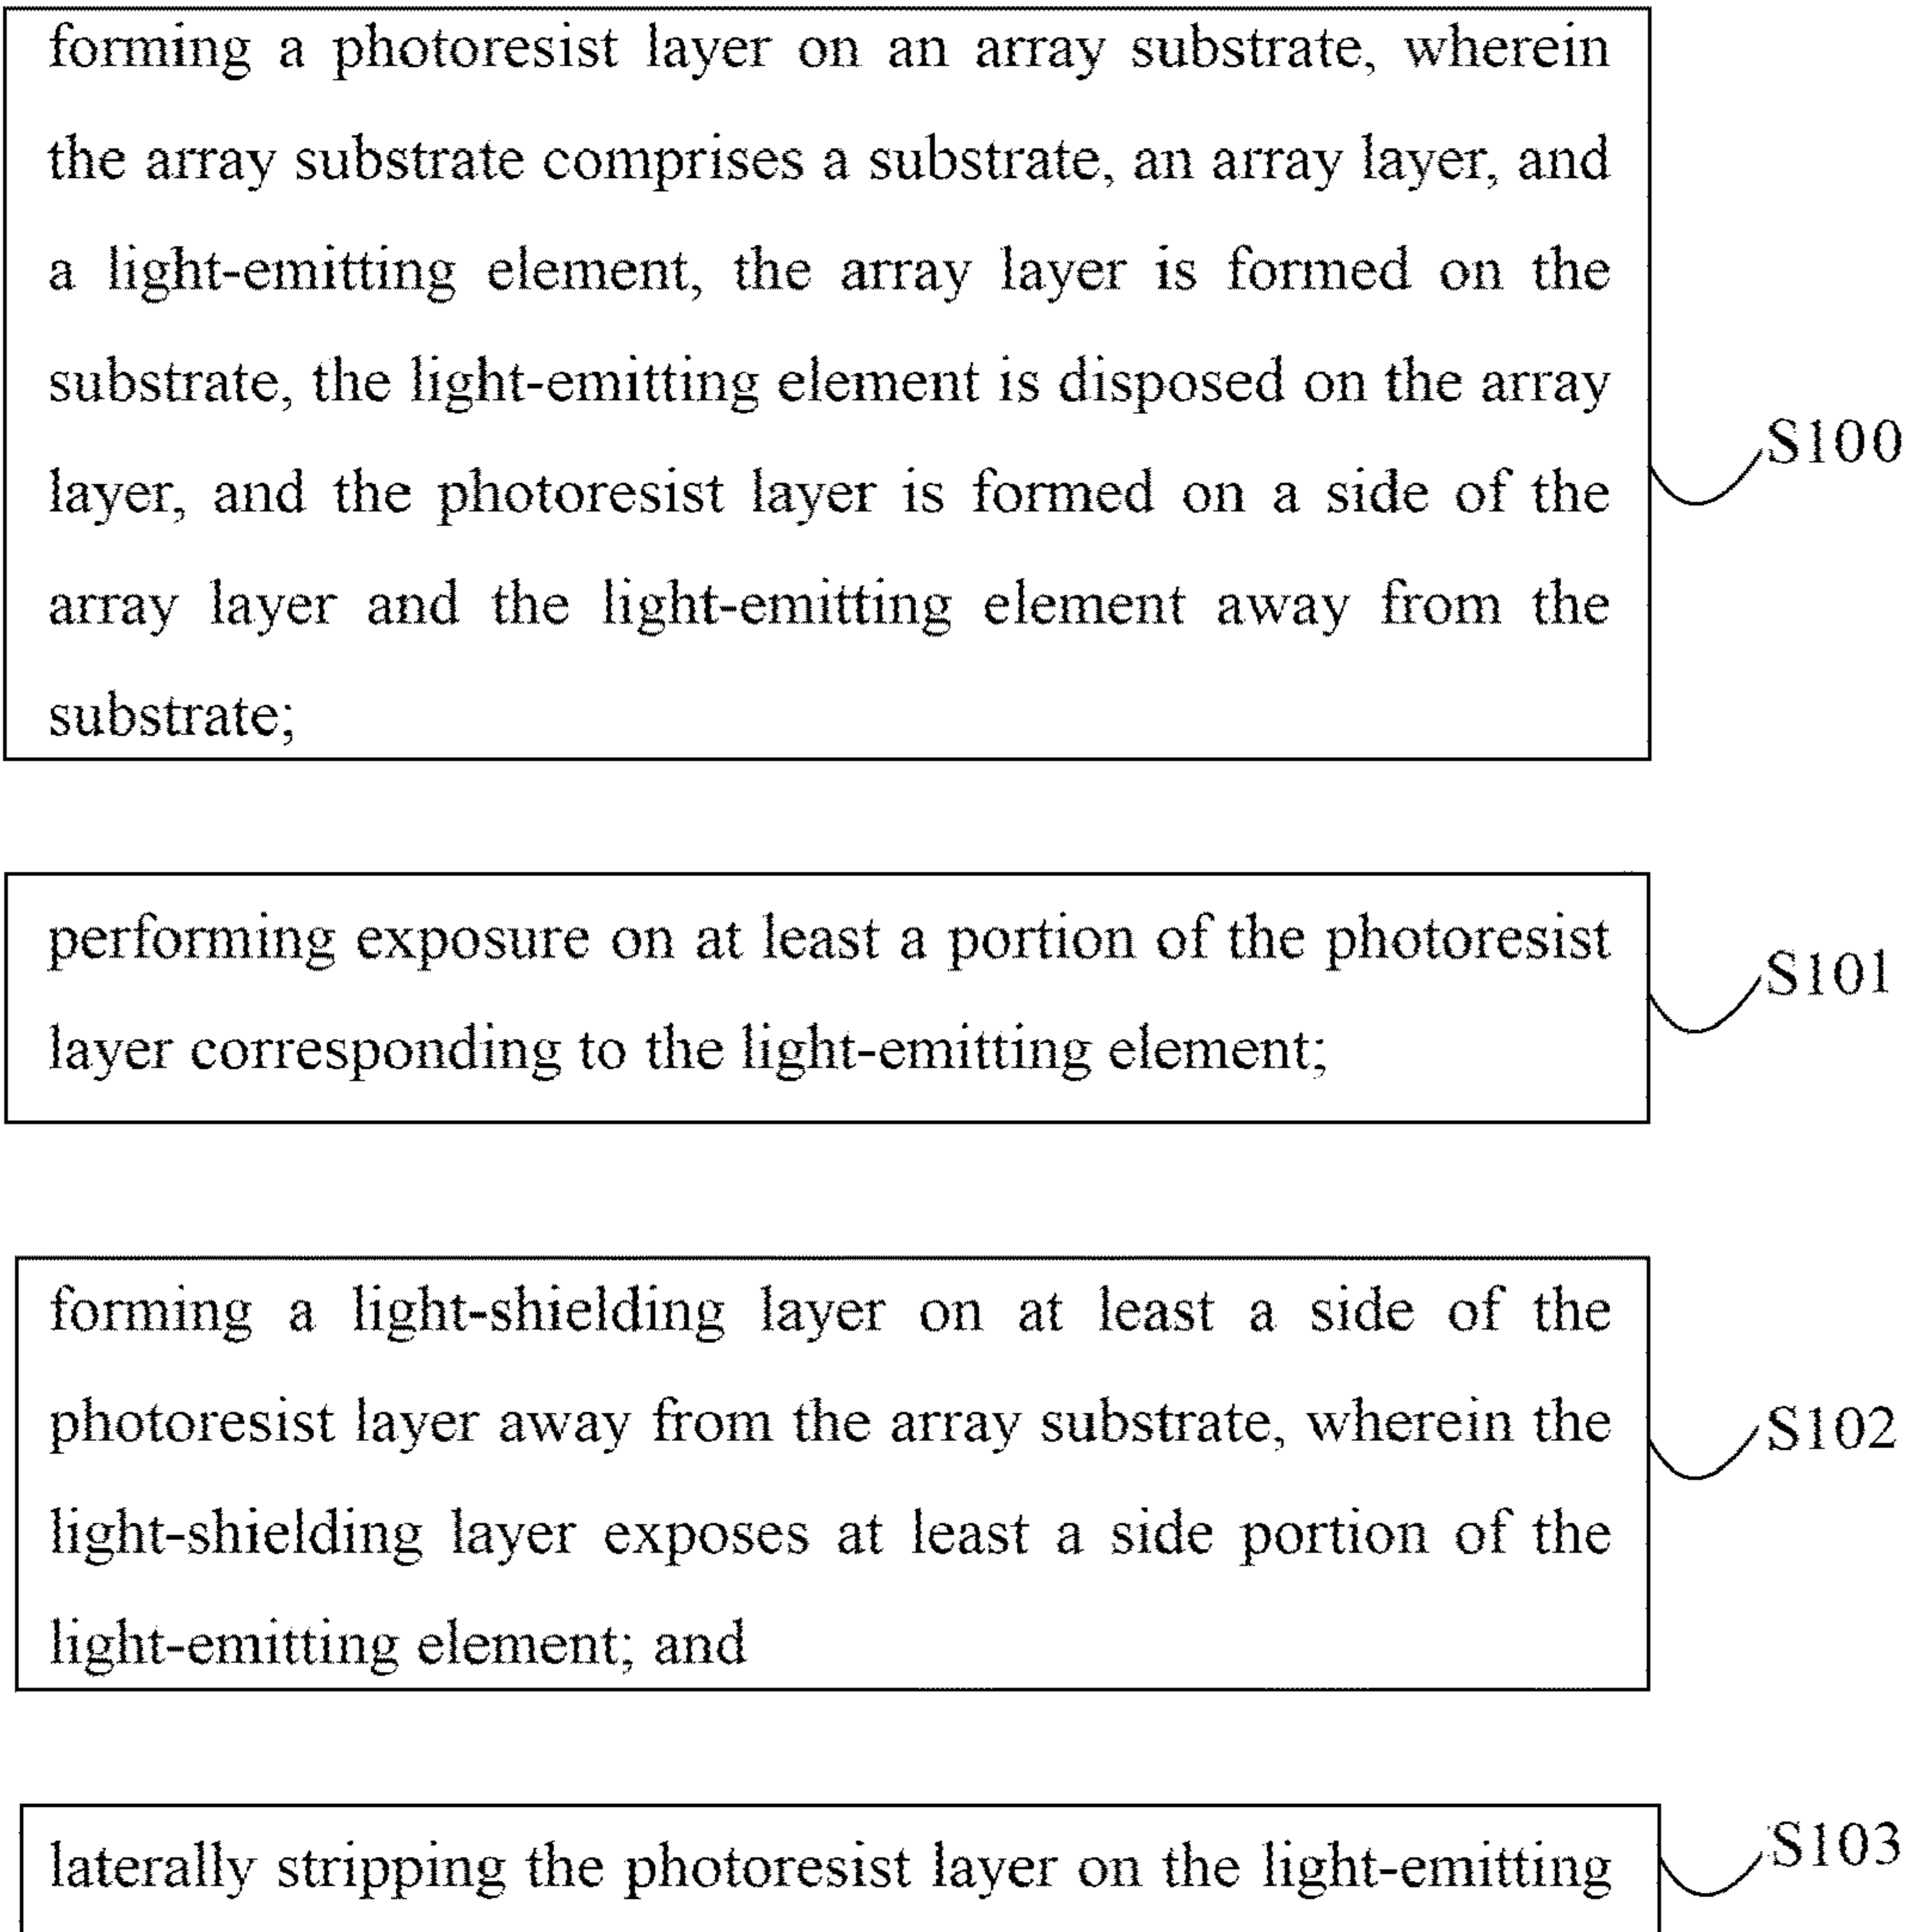 forming a photoresist layer on an array substrate, wherein
the array substrate comprises a substrate, an array layer, and
a light-emitting element, the array layer is formed on the
substrate, the light-emitting element is disposed on the array
layer, and the photoresist layer is formed on a side of the
array layer and the light-emitting element away from the
substrate;
S100
performing exposure on at least a portion of the photoresist
layer corresponding to the light-emitting element;
S101
forming a light-shielding layer on at least a side of the
photoresist layer away from the array substrate, wherein the
light-shielding layer exposes at least a side portion of the
light-emitting element; and
S102
laterally stripping the photoresist layer on the light-emitting
S103